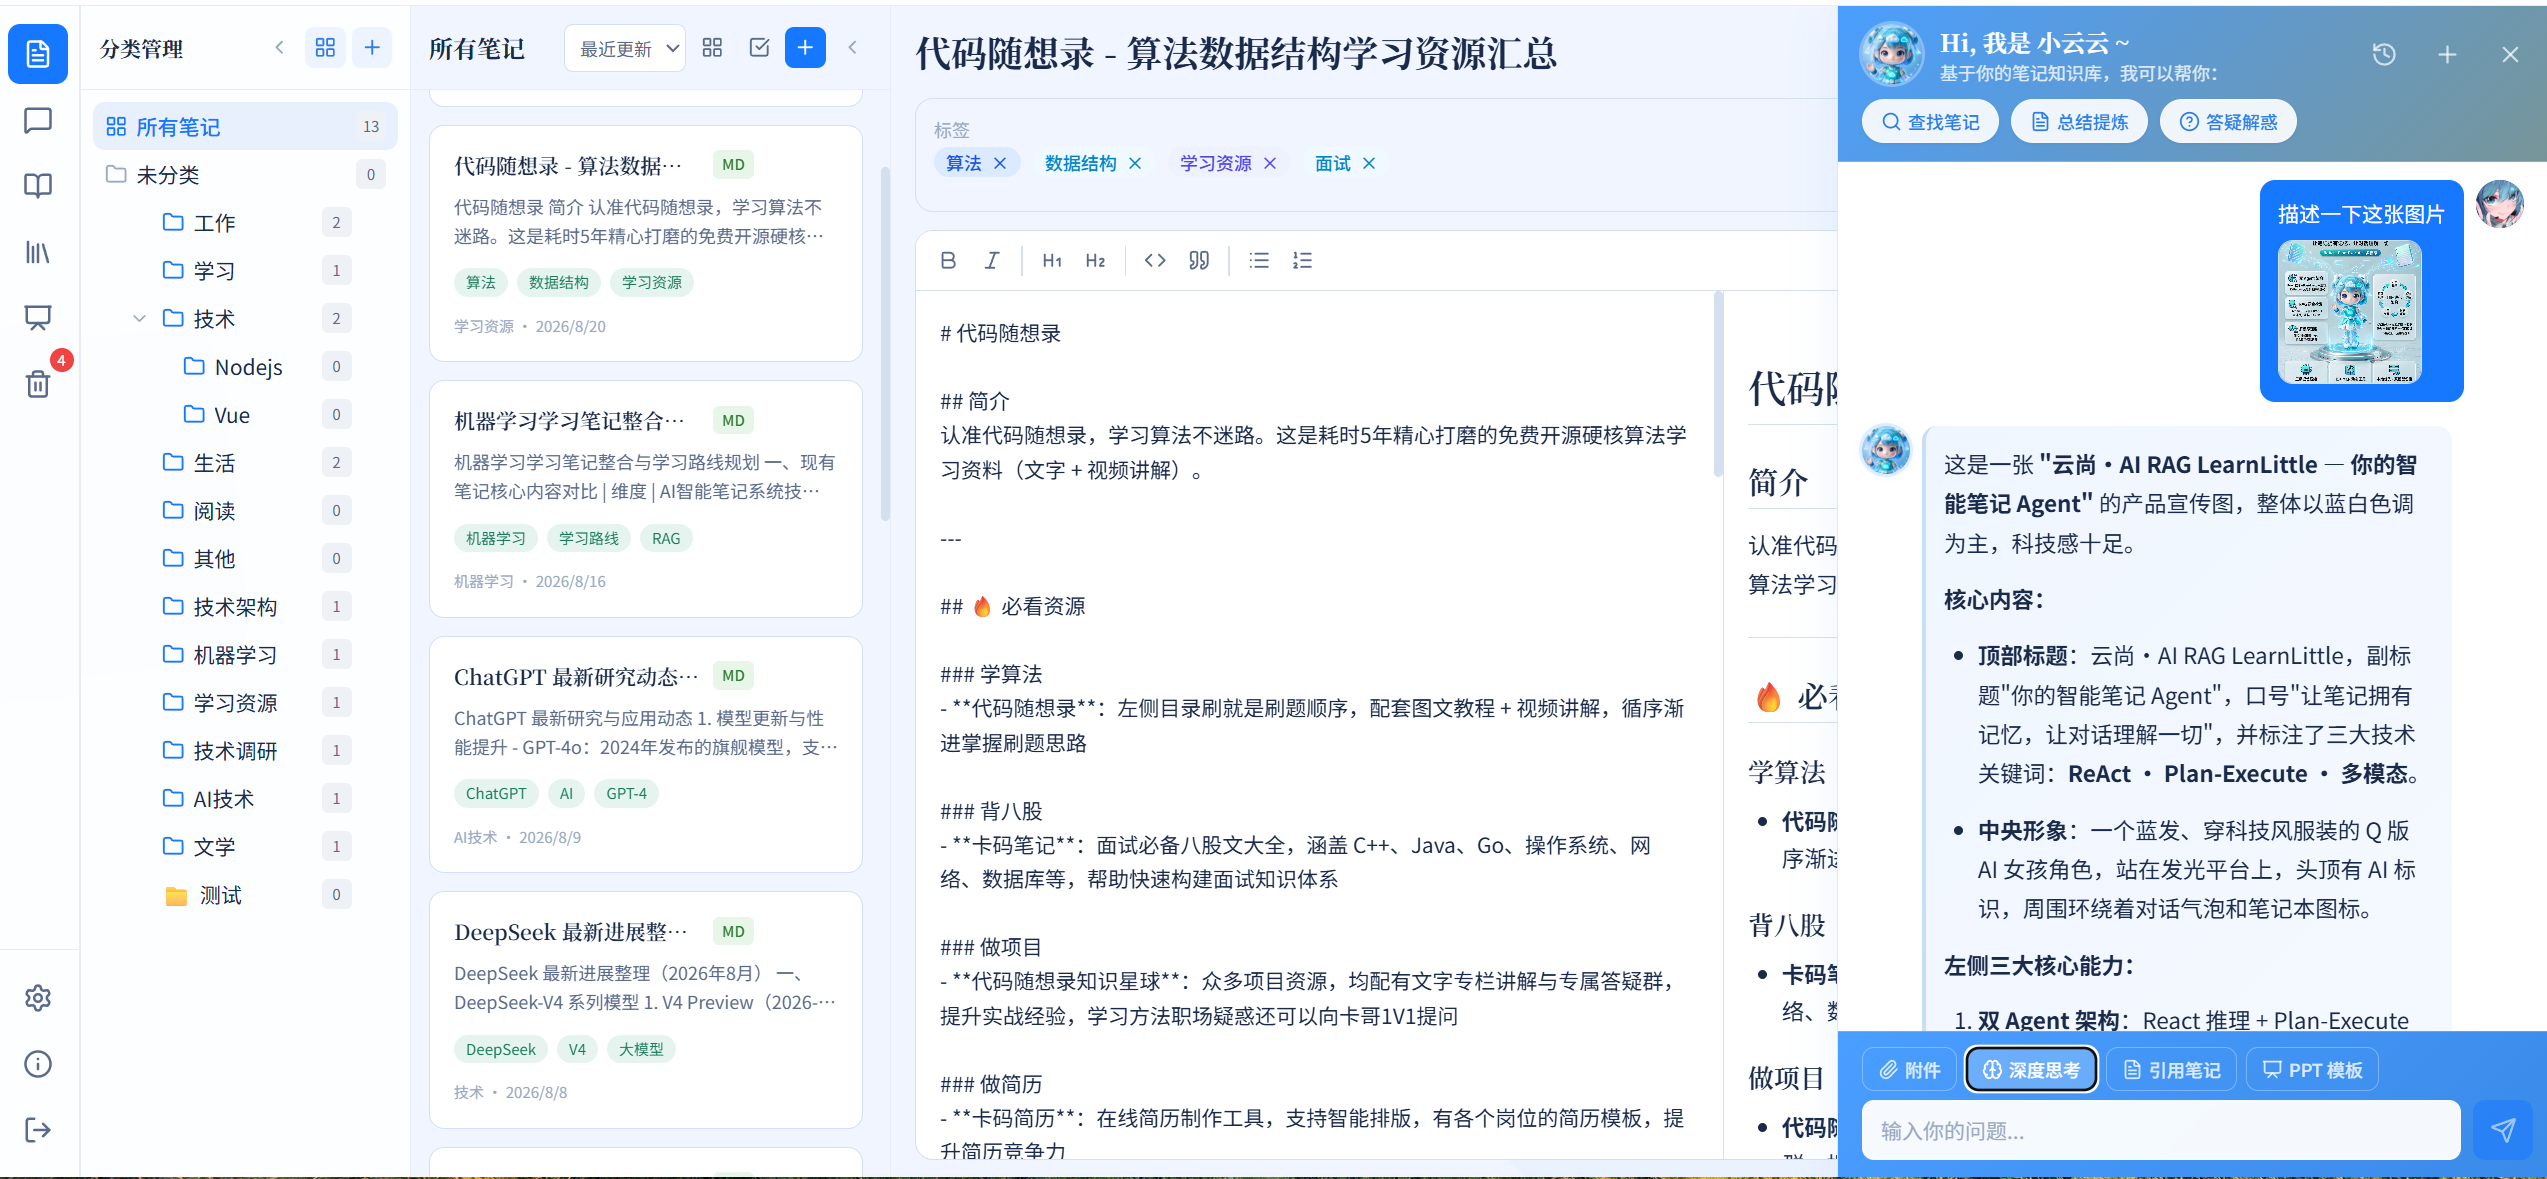 分类管理
所有笔记 13
未分类 0
工作 2
学习 1
技术 2
Nodejs 0
Vue 0
生活 2
阅读 0
其他 0
技术架构 1
机器学习 1
学习资源 1
技术调研 1
AI技术 1
文学 1
测试 0
4
所有笔记 最近更新
代码随想录 - 算法数据··· MD
代码随想录 简介 认准代码随想录，学习算法不
迷路。这是耗时5年精心打磨的免费开源硬核···
算法 数据结构 学习资源
学习资源 • 2026/8/20
机器学习学习笔记整合··· MD
机器学习学习笔记整合与学习路线规划 一、现有
笔记核心内容对比 | 维度 | AI智能笔记系统技···
机器学习 学习路线 RAG
机器学习 • 2026/8/16
ChatGPT 最新研究动态··· MD
ChatGPT 最新研究与应用动态 1. 模型更新与性
能提升 - GPT-4o：2024年发布的旗舰模型，支···
ChatGPT AI GPT-4
AI技术 • 2026/8/9
DeepSeek 最新进展整··· MD
DeepSeek 最新进展整理（2026年8月） 一、
DeepSeek-V4 系列模型 1. V4 Preview（2026-···
DeepSeek V4 大模型
技术 • 2026/8/8
代码随想录 - 算法数据结构学习资源汇总
标签
算法 × 数据结构 × 学习资源 × 面试 ×
B I H1 H2
# 代码随想录
## 简介
认准代码随想录，学习算法不迷路。这是耗时5年精心打磨的免费开源硬核算法学
习资料（文字 + 视频讲解）。
---
## 🔥 必看资源
### 学算法
- **代码随想录**：左侧目录刷就是刷题顺序，配套图文教程 + 视频讲解，循序渐
进掌握刷题思路
### 背八股
- **卡码笔记**：面试必备八股文大全，涵盖 C++、Java、Go、操作系统、网
络、数据库等，帮助快速构建面试知识体系
### 做项目
- **代码随想录知识星球**：众多项目资源，均配有文字专栏讲解与专属答疑群，
提升实战经验，学习方法职场疑惑还可以向卡哥1V1提问
### 做简历
- **卡码简历**：在线简历制作工具，支持智能排版，有各个岗位的简历模板，提
升简历竞争力
代码
简介
认准代码
算法学习
🔥 必
学算法
代码
序渐
背八股
卡码
络、
做项目
代码
Hi, 我是 小云云 ~
基于你的笔记知识库，我可以帮你：
查找笔记 总结提炼 答疑解惑
描述一下这张图片
这是一张 "云尚 • AI RAG LearnLittle — 你的智
能笔记 Agent" 的产品宣传图，整体以蓝白色调
为主，科技感十足。
核心内容：
• 顶部标题：云尚 • AI RAG LearnLittle，副标
题"你的智能笔记 Agent"，口号"让笔记拥有
记忆，让对话理解一切"，并标注了三大技术
关键词：ReAct • Plan-Execute • 多模态。
• 中央形象：一个蓝发、穿科技风服装的 Q 版
AI 女孩角色，站在发光平台上，头顶有 AI 标
识，周围环绕着对话气泡和笔记本图标。
左侧三大核心能力：
1. 双 Agent 架构：React 推理 + Plan-Execute
附件 深度思考 引用笔记 PPT 模板
输入你的问题...